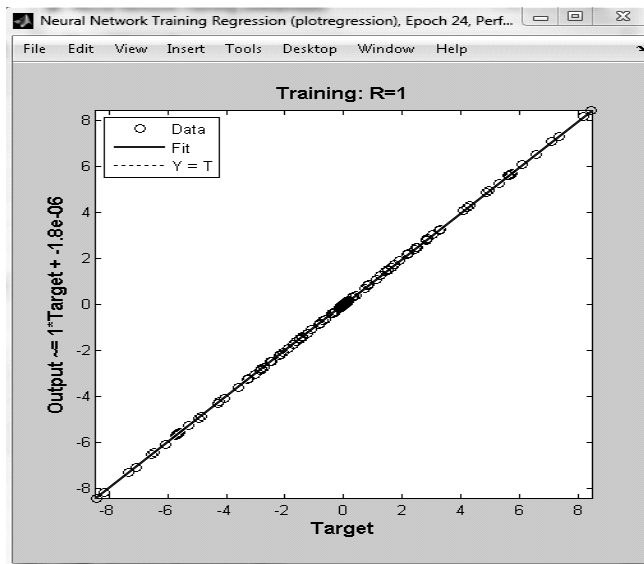 Neural Network Training Regression (plotregression), Epoch 24, Perf...
File Edit View Insert Tools Desktop Window Help
Training: R=1
Data
Fit
Y = T
Output ~= 1*Target + -1.8e-06
8
6
4
2
0
-2
-4
-6
-8
-8 -6 -4 -2 0 2 4 6 8
Target